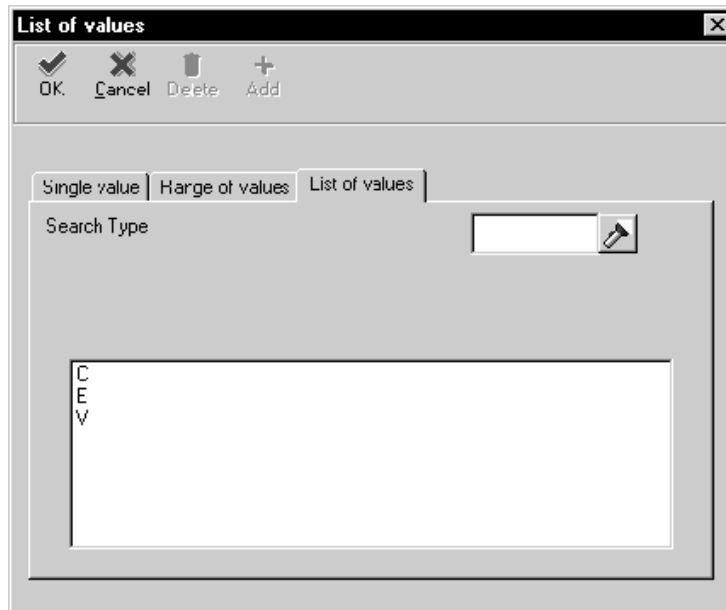 List of values
OK Cancel Delete Add
Single value Range of values List of values
Search Type
C
E
V